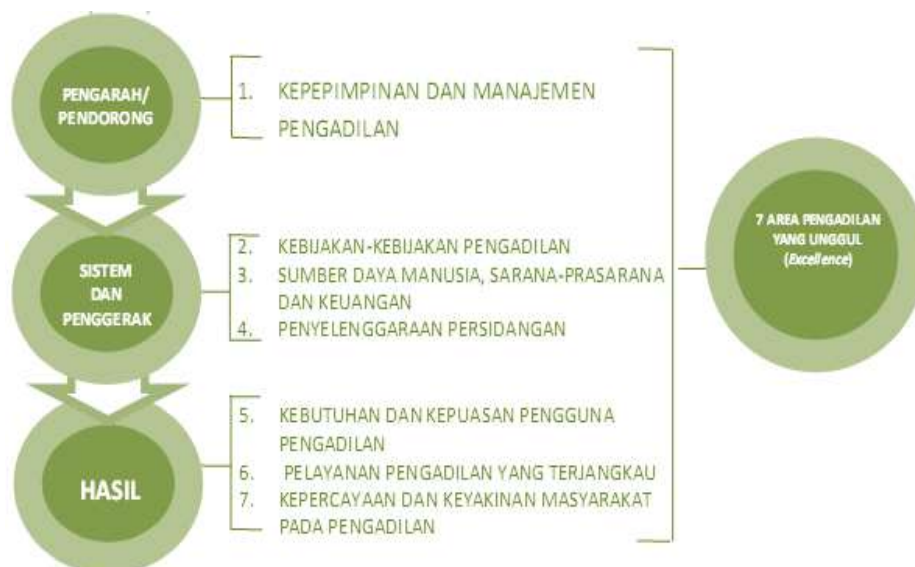 PENGARAH/
PENDORONG
1. KEPEPIMPINAN DAN MANAJEMEN
PENGADILAN
SISTEM
DAN
PENGGERAK
2. KEBIJAKAN-KEBIJAKAN PENGADILAN
3. SUMBER DAYA MANUSIA, SARANA-PRASARANA
DAN KEUANGAN
4. PENYELENGGARAAN PERSIDANGAN
HASIL
5. KEBUTUHAN DAN KEPUASAN PENGGUNA
PENGADILAN
6. PELAYANAN PENGADILAN YANG TERJANGKAU
7. KEPERCAYAAN DAN KEYAKINAN MASYARAKAT
PADA PENGADILAN
7 AREA PENGADILAN
YANG UNGGUL
(Excellence)